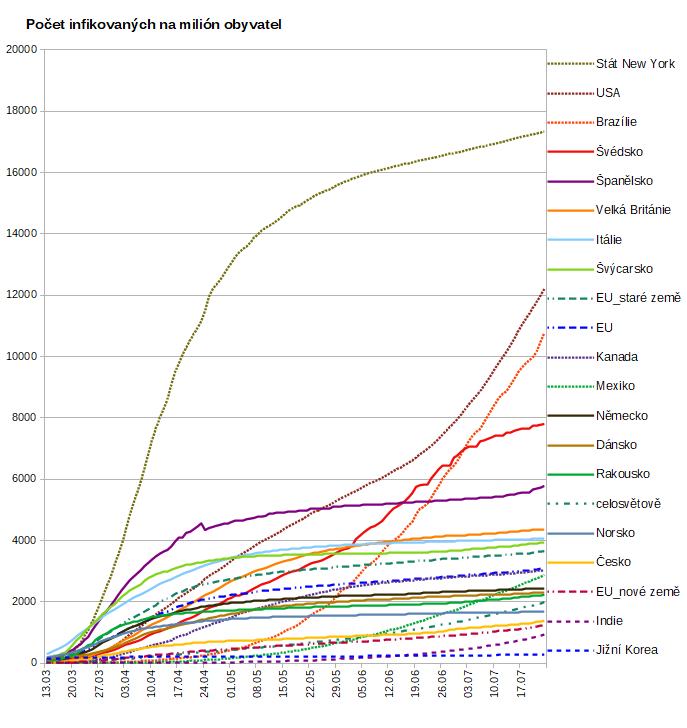 Počet infikovaných na milión obyvatel
20000
18000
16000
14000
12000
10000
8000
6000
4000
2000
0
13.03
20.03
27.03
03.04
10.04
17.04
24.04
01.05
08.05
15.05
22.05
29.05
05.06
12.06
19.06
26.06
03.07
10.07
17.07
Stát New York
USA
Brazílie
Švédsko
Španělsko
Velká Británie
Itálie
Švýcarsko
EU_staré země
EU
Kanada
Mexiko
Německo
Dánsko
Rakousko
celosvětově
Norsko
Česko
EU_nové země
Indie
Jižní Korea